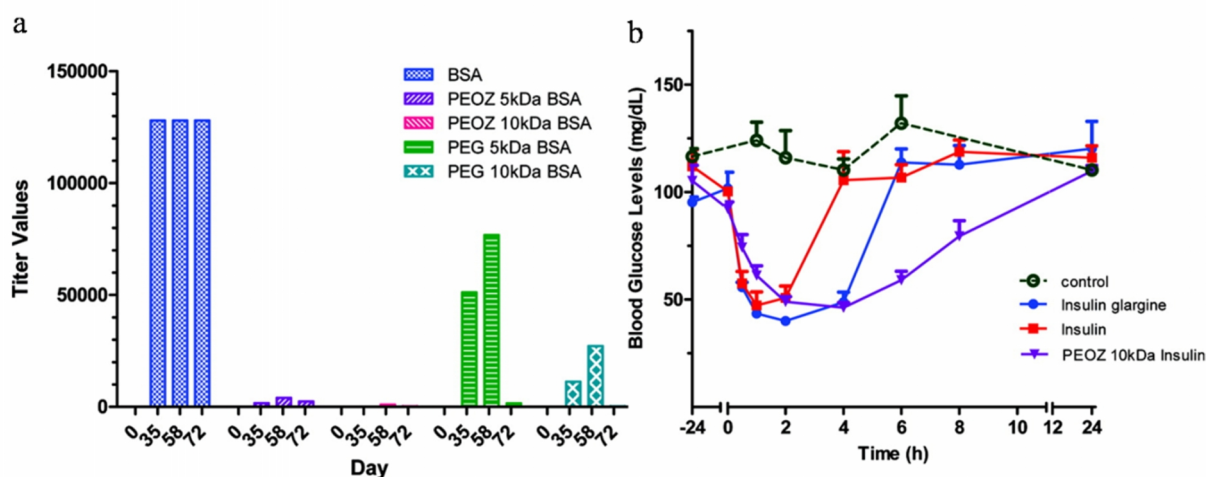 a
150000
100000
50000
0
Titer Values
BSA
PEOZ 5kDa BSA
PEOZ 10kDa BSA
PEG 5kDa BSA
PEG 10kDa BSA
0 35 58 72 0 35 58 72 0 35 58 72 0 35 58 72 0 35 58 72
Day
b
150
100
50
Blood Glucose Levels (mg/dL)
control
Insulin glargine
Insulin
PEOZ 10kDa Insulin
-24 0 2 4 6 8 10 12 24
Time (h)